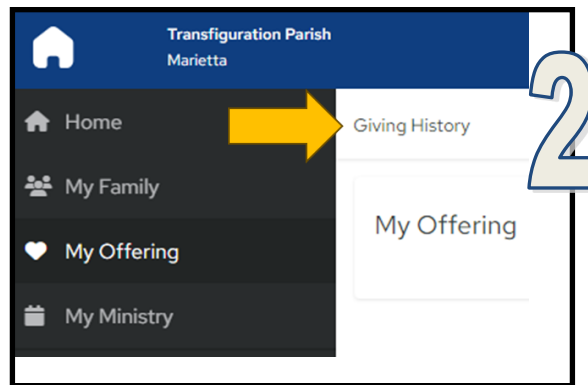 Transfiguration Parish
Marietta
Home
My Family
My Offering
My Ministry
Giving History
My Offering
2